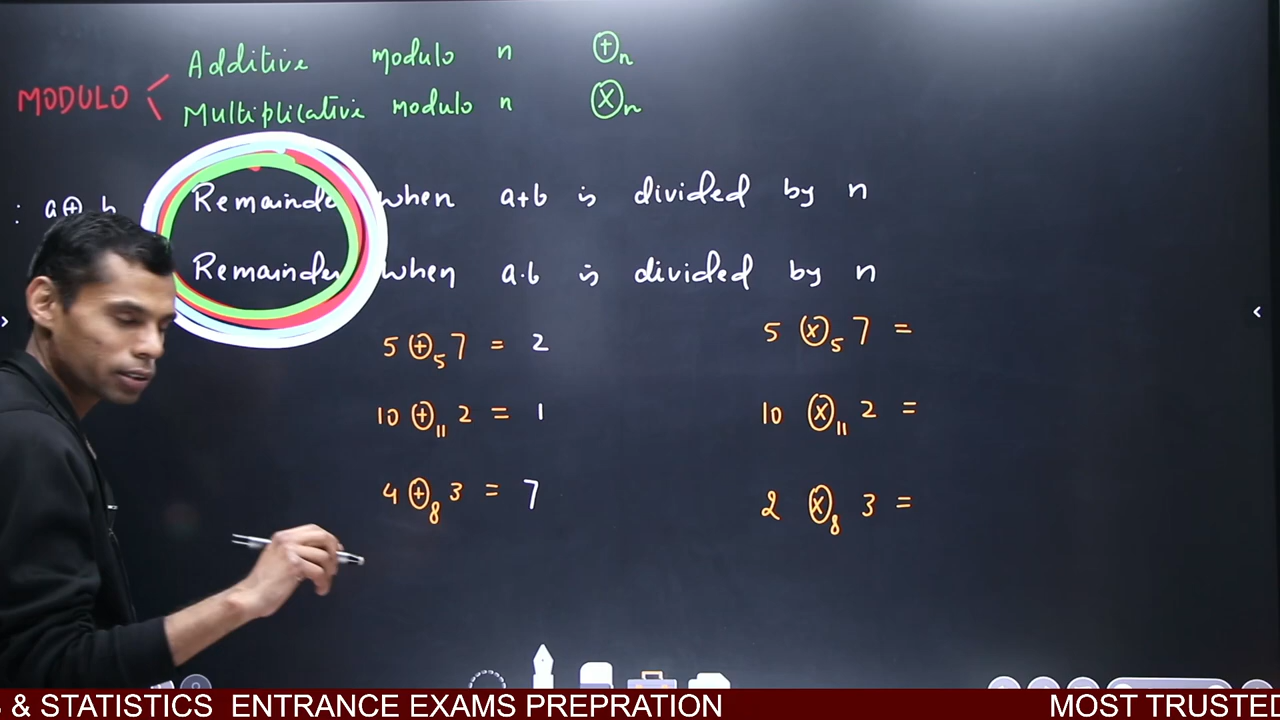 Additive modulo n ⊕n
MODULO
Multiplicative modulo n ⊗n
: a⊕ b Remainder when a+b is divided by n
Remainder when a.b is divided by n
5 ⊕5 7 = 2
5 ⊗5 7 =
10 ⊕11 2 = 1
10 ⊗11 2 =
4 ⊕8 3 = 7
2 ⊗8 3 =
& STATISTICS ENTRANCE EXAMS PREPRATION MOST TRUSTED